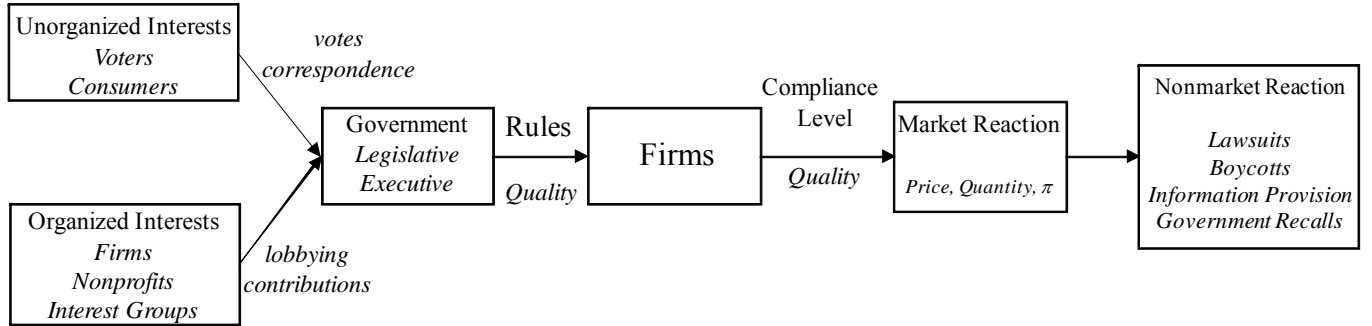 Unorganized Interests
Voters
Consumers
votes
correspondence
Organized Interests
Firms
Nonprofits
Interest Groups
lobbying
contributions
Government
Legislative
Executive
Rules
Quality
Firms
Compliance
Level
Quality
Market Reaction
Price, Quantity, π
Nonmarket Reaction
Lawsuits
Boycotts
Information Provision
Government Recalls